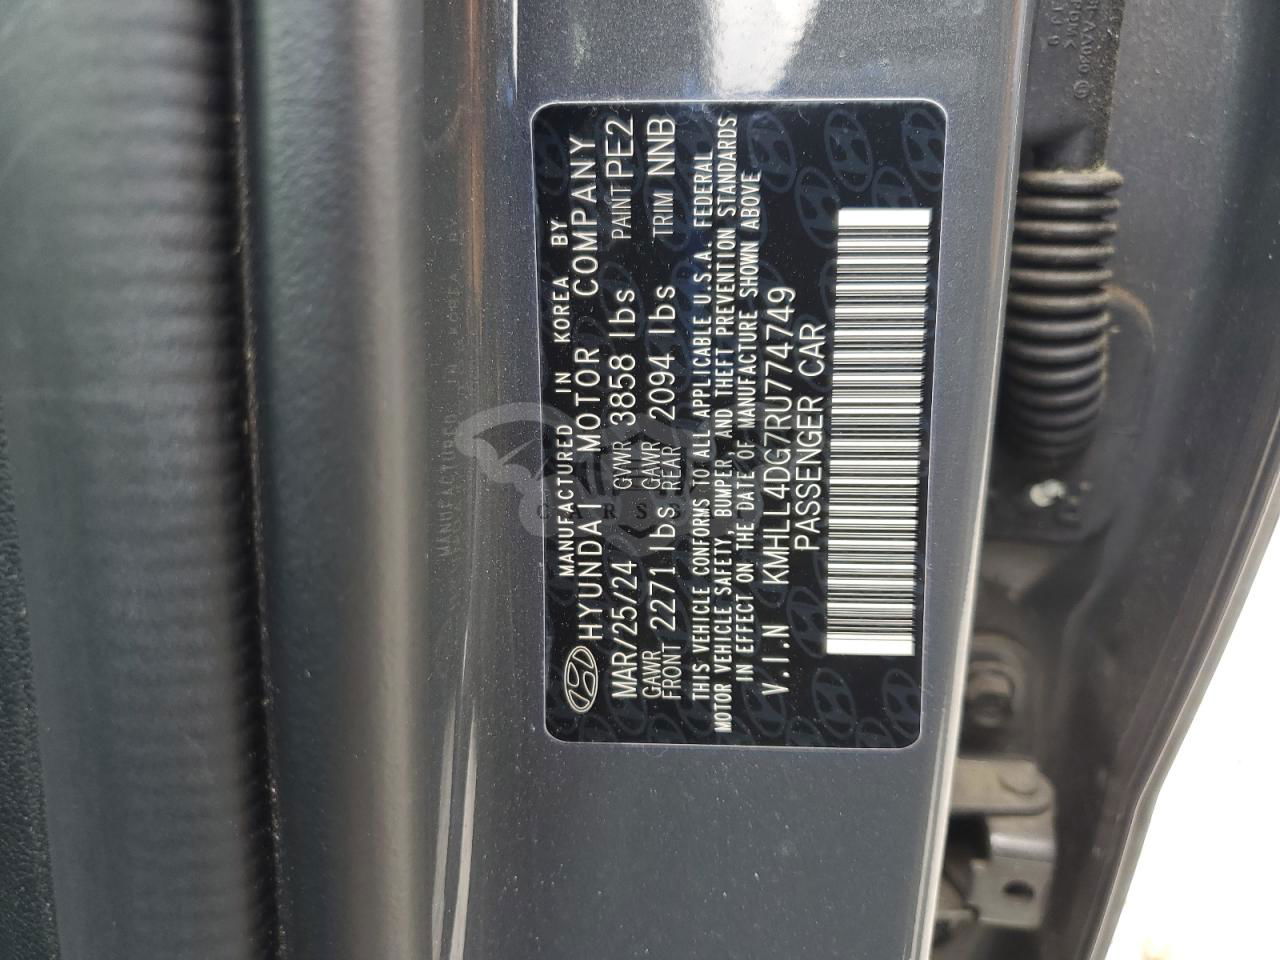 MANUFACTURED IN KOREA BY
HYUNDAI MOTOR COMPANY
MAR/25/24 GVWR 3858 lbs PAINT PE2
GAWR FRONT 2271 lbs GAWR REAR 2094 lbs TRIM NNB
THIS VEHICLE CONFORMS TO ALL APPLICABLE U.S.A. FEDERAL
MOTOR VEHICLE SAFETY, BUMPER, AND THEFT PREVENTION STANDARDS
IN EFFECT ON THE DATE OF MANUFACTURE SHOWN ABOVE
V.I.N KMHLL4DG7RU774749
PASSENGER CAR